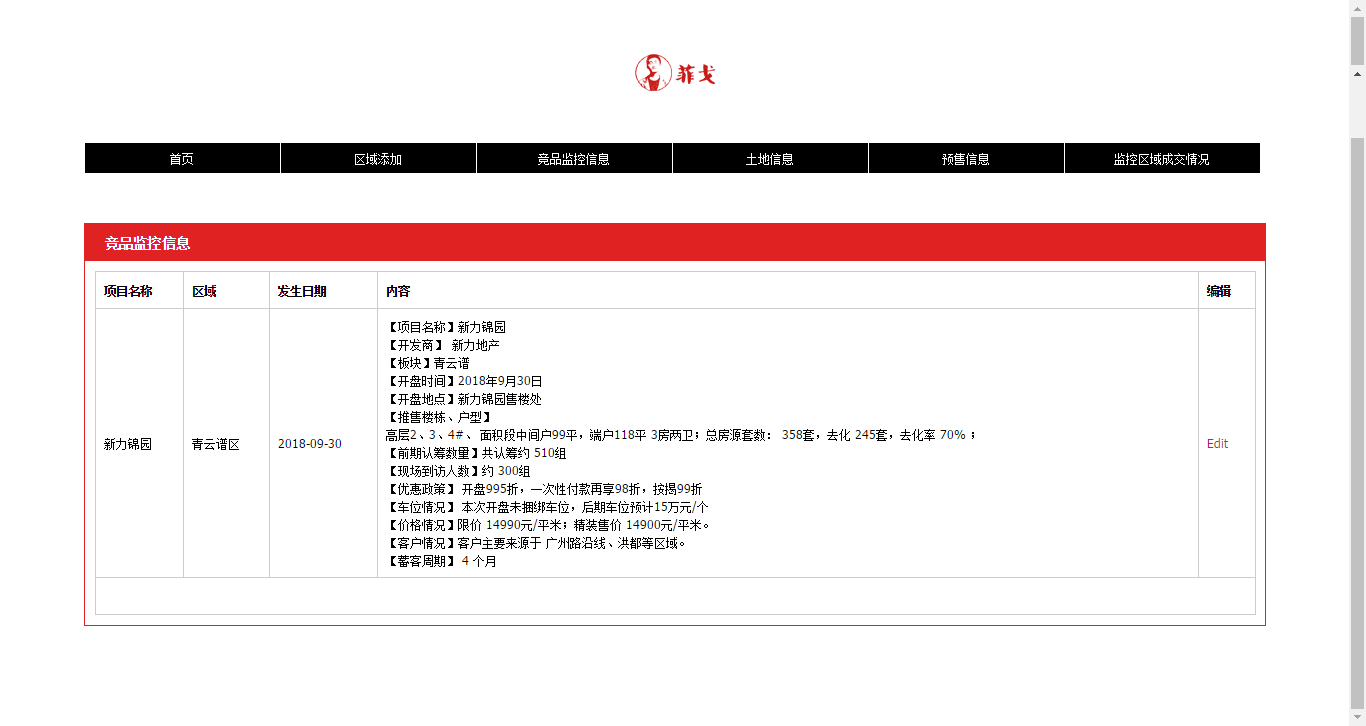 菲戈
首页 区域添加 竞品监控信息 土地信息 预售信息 监控区域成交情况
竞品监控信息
项目名称 区域 发生日期 内容 编辑
【项目名称】新力锦园
【开发商】 新力地产
【板块】青云谱
【开盘时间】2018年9月30日
【开盘地点】新力锦园售楼处
【推售楼栋、户型】
高层2、3、4#、 面积段中间户99平，端户118平 3房两卫；总房源套数： 358套，去化 245套，去化率 70% ；
新力锦园 青云谱区 2018-09-30 Edit
【前期认筹数量】共认筹约 510组
【现场到访人数】约 300组
【优惠政策】 开盘995折，一次性付款再享98折，按揭99折
【车位情况】 本次开盘未捆绑车位，后期车位预计15万元/个
【价格情况】限价 14990元/平米；精装售价 14900元/平米。
【客户情况】客户主要来源于 广州路沿线、洪都等区域。
【蓄客周期】 4 个月